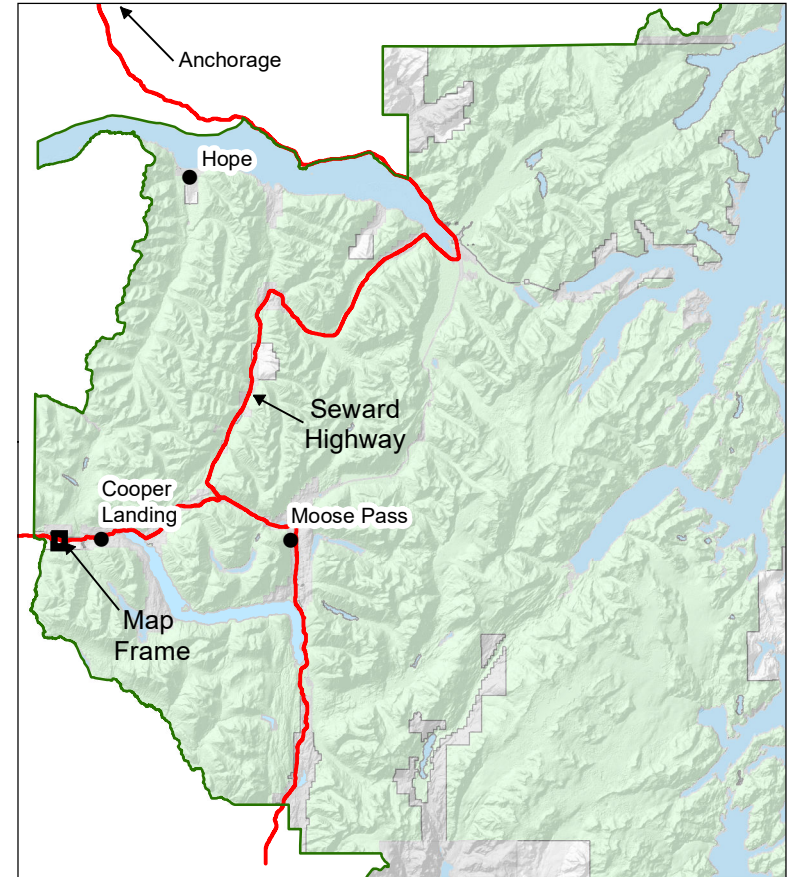 Anchorage
Hope
Seward
Highway
Cooper
Landing
Moose Pass
Map
Frame